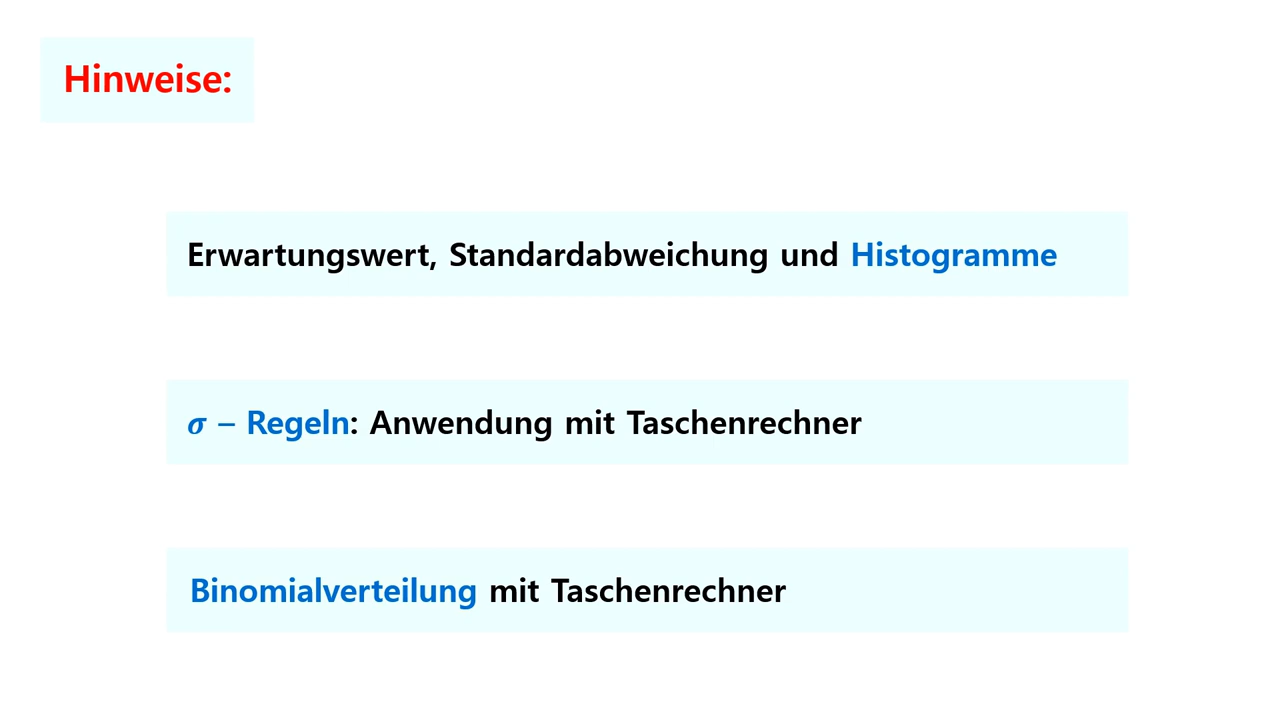 Hinweise:
Erwartungswert, Standardabweichung und Histogramme
σ – Regeln: Anwendung mit Taschenrechner
Binomialverteilung mit Taschenrechner